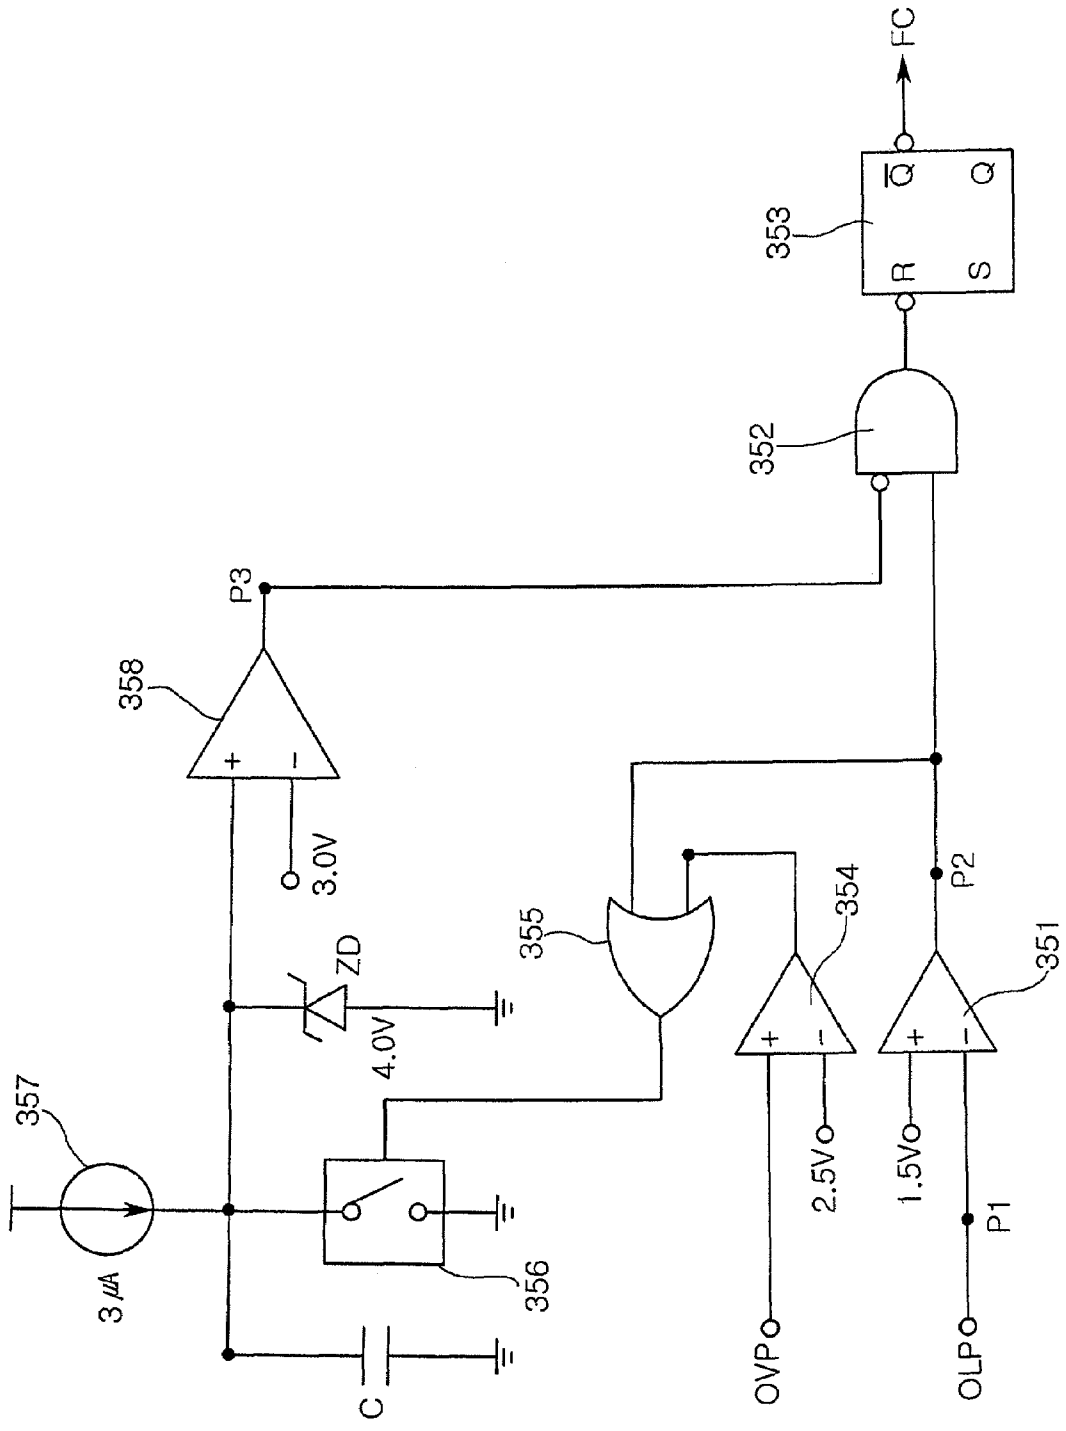 357
3㎂
C
356
ZD
4.0V
3.0V
+
−
358
P3
355
OVP
2.5V
+
−
354
OLP
P1
1.5V
+
−
351
P2
352
353
R
S
Q̅
Q
FC